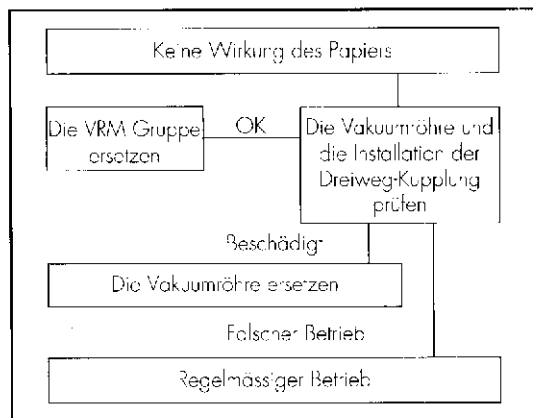 Keine Wirkung des Papiers
Die VRM Gruppe
ersetzen
OK
Die Vakuumröhre und
die Installation der
Dreiweg-Kupplung
prüfen
Beschädigt
Die Vakuumröhre ersetzen
Falscher Betrieb
Regelmässiger Betrieb